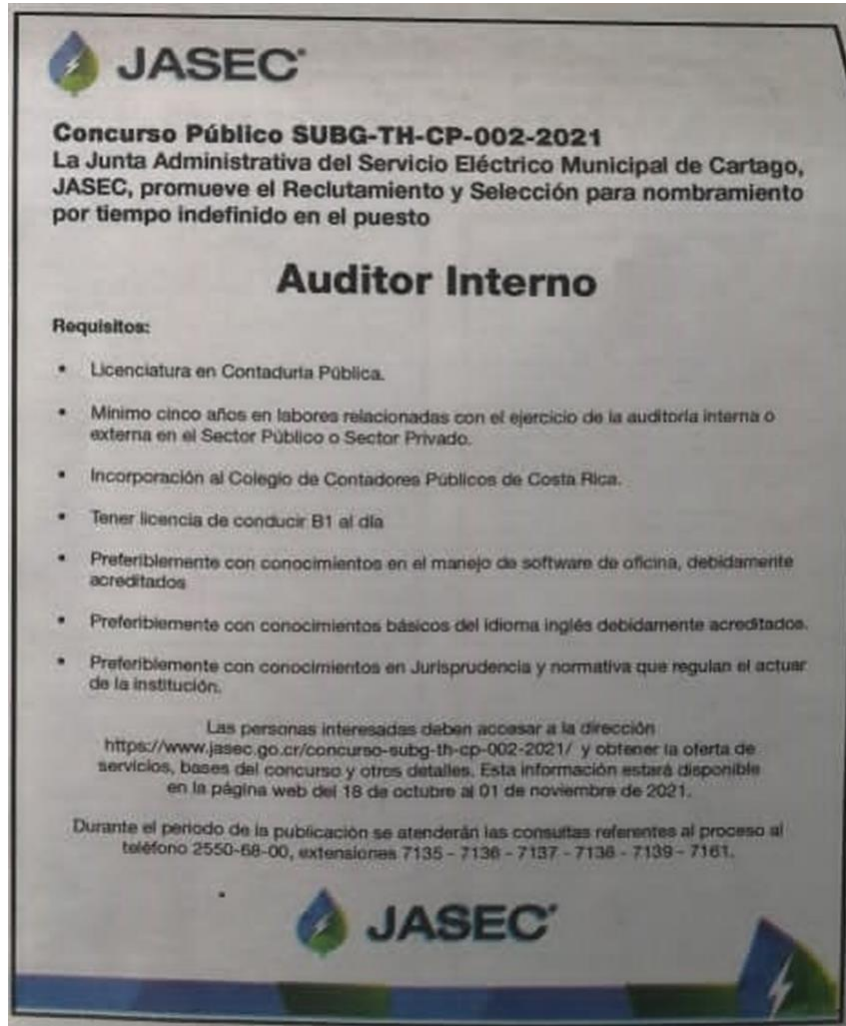 JASEC
Concurso Público SUBG-TH-CP-002-2021
La Junta Administrativa del Servicio Eléctrico Municipal de Cartago,
JASEC, promueve el Reclutamiento y Selección para nombramiento
por tiempo indefinido en el puesto
Auditor Interno
Requisitos:
• Licenciatura en Contaduría Pública.
• Mínimo cinco años en labores relacionadas con el ejercicio de la auditoría interna o
externa en el Sector Público o Sector Privado.
• Incorporación al Colegio de Contadores Públicos de Costa Rica.
• Tener licencia de conducir B1 al día
• Preferiblemente con conocimientos en el manejo de software de oficina, debidamente
acreditados
• Preferiblemente con conocimientos básicos del idioma inglés debidamente acreditados.
• Preferiblemente con conocimientos en Jurisprudencia y normativa que regulan el actuar
de la institución.
Las personas interesadas deben accesar a la dirección
https://www.jasec.go.cr/concurso-subg-th-cp-002-2021/ y obtener la oferta de
servicios, bases del concurso y otros detalles. Esta información estará disponible
en la página web del 18 de octubre al 01 de noviembre de 2021.
Durante el periodo de la publicación se atenderán las consultas referentes al proceso al
teléfono 2550-68-00, extensiones 7135 - 7136 - 7137 - 7138 - 7139 - 7161.
JASEC